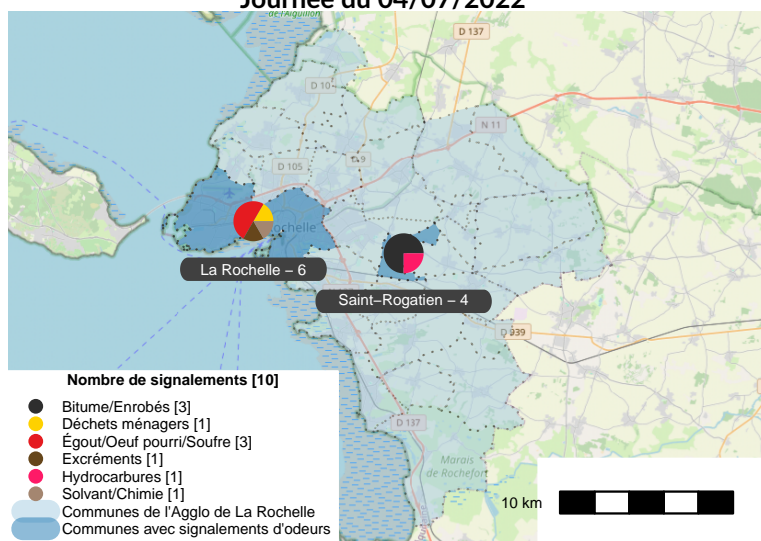 Journée du 04/07/2022
de l'Aiguillon
D 137
D 10
N 11
D 105
La Rochelle – 6
Saint–Rogatien – 4
D 939
Nombre de signalements [10]
Bitume/Enrobés [3]
Déchets ménagers [1]
Égout/Oeuf pourri/Soufre [3]
Excréments [1]
Hydrocarbures [1]
Solvant/Chimie [1]
Communes de l'Agglo de La Rochelle
Communes avec signalements d'odeurs
D 137
Marais
de Rochefort
10 km